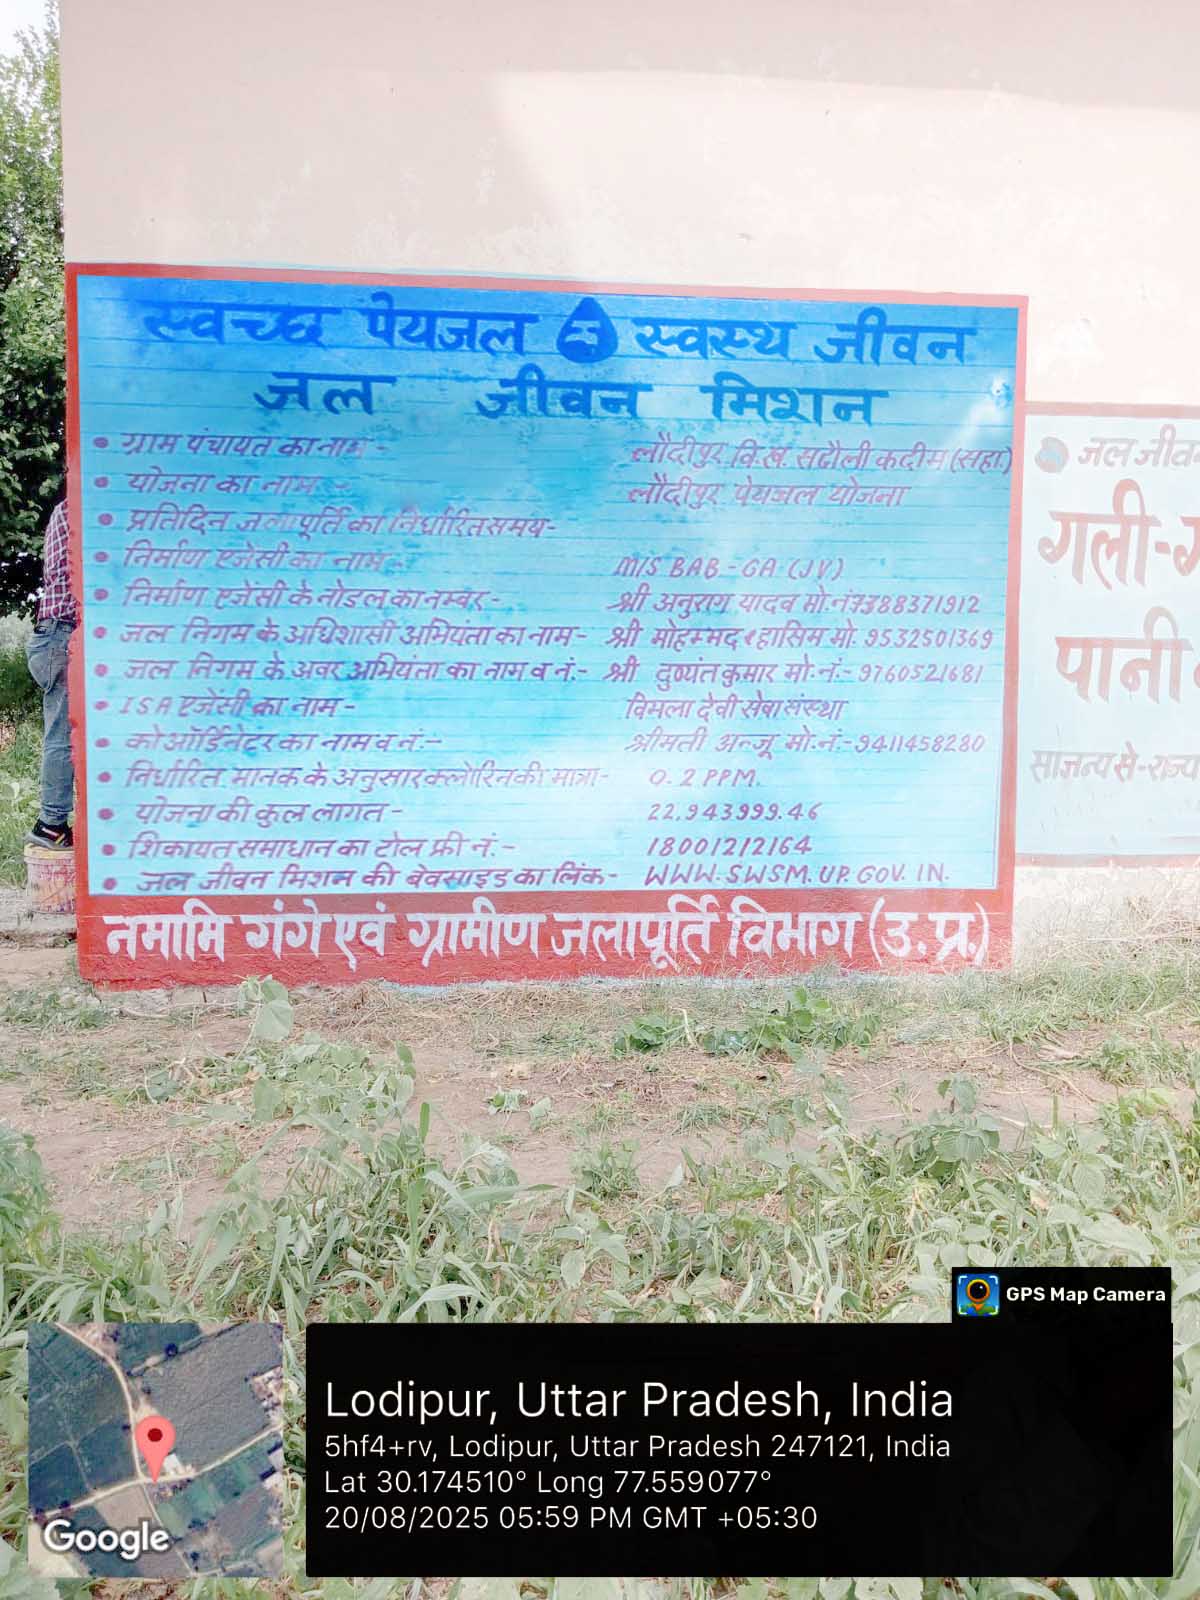 स्वच्छ पेयजल स्वस्थ जीवन
जल जीवन मिशन
• ग्राम पंचायत का नाम - लौदीपुर वि.ख. सढौली कदीम (सहा)
• योजना का नाम - लौदीपुर पेयजल योजना
• प्रतिदिन जलापूर्ति का निर्धारित समय-
• निर्माण एजेंसी का नाम - M/S BAB-GA (JV)
• निर्माण एजेंसी के नोडल का नम्बर- श्री अनुराग यादव मो.नं7388371912
• जल निगम के अधिशासी अभियंता का नाम- श्री मोहम्मद हासिम मो. 9532501369
• जल निगम के अवर अभियंता का नाम व नं:- श्री दुष्यंत कुमार मो.नं:- 9760521681
• ISA एजेंसी का नाम - विमला देवी सेवा संस्था
• कोऑर्डिनेटर का नाम व नं:- श्रीमती अन्जू मो.नं:-9411458280
• निर्धारित मानक के अनुसार क्लोरिन की मात्रा- 0.2 PPM.
• योजना की कुल लागत - 22,943999.46
• शिकायत समाधान का टोल फ्री नं.- 18001212164
• जल जीवन मिशन की बेवसाइड का लिंक- WWW.SWSM.UP.GOV.IN.
नमामि गंगे एवं ग्रामीण जलापूर्ति विभाग (उ.प्र.)
जल जीव
गली-
पानी
साजन्य से-राज्य
GPS Map Camera
Lodipur, Uttar Pradesh, India
5hf4+rv, Lodipur, Uttar Pradesh 247121, India
Lat 30.174510° Long 77.559077°
20/08/2025 05:59 PM GMT +05:30
Google